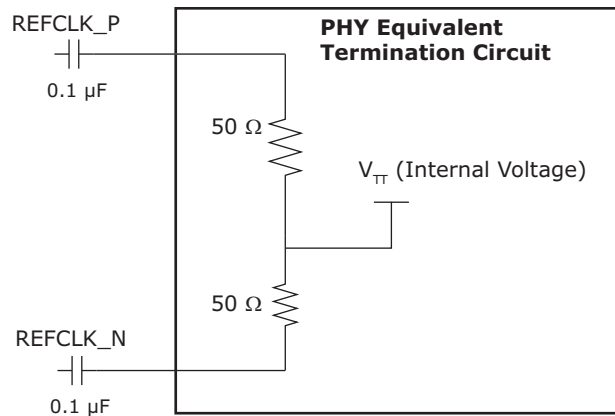 REFCLK_P
0.1 µF
PHY Equivalent
Termination Circuit
50 Ω
V_TT (Internal Voltage)
50 Ω
REFCLK_N
0.1 µF